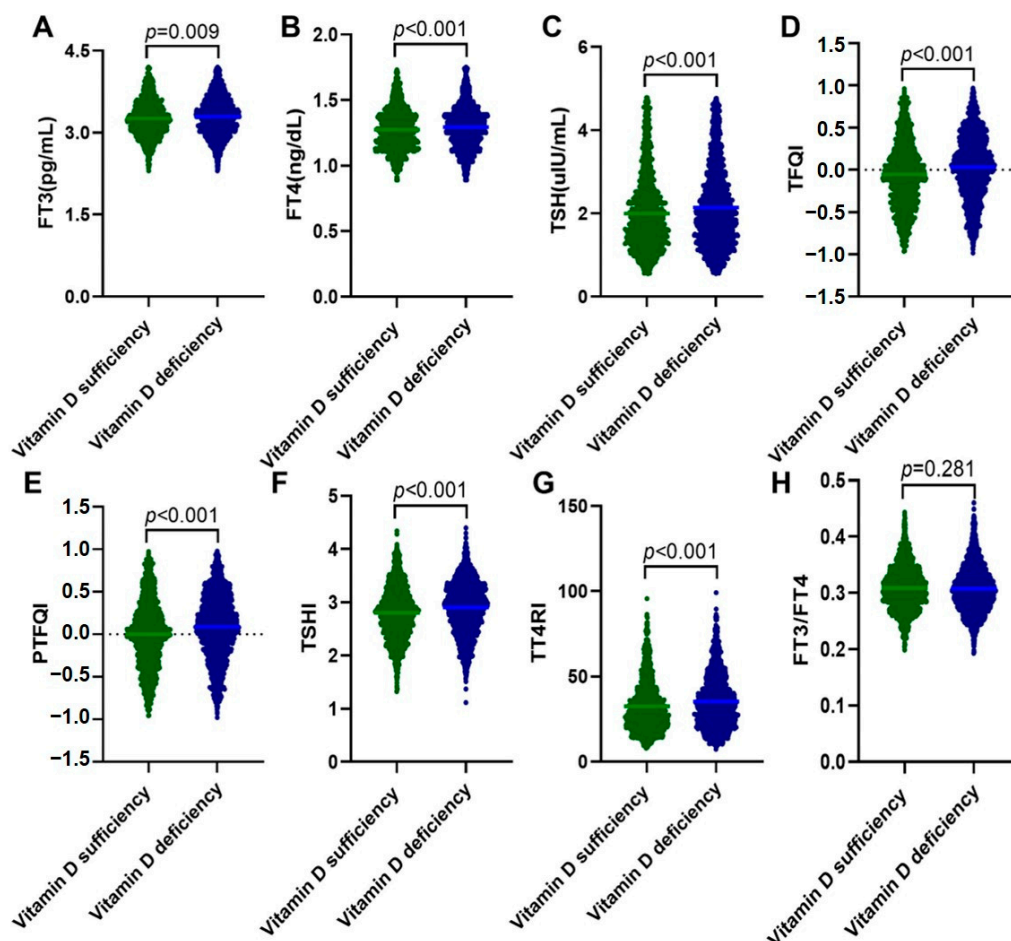 A
p=0.009
FT3(pg/mL)
4.5
3.0
1.5
0.0
Vitamin D sufficiency
Vitamin D deficiency
B
p<0.001
FT4(ng/dL)
2.0
1.5
1.0
0.5
0.0
Vitamin D sufficiency
Vitamin D deficiency
C
p<0.001
TSH(uIU/mL)
6
4
2
0
Vitamin D sufficiency
Vitamin D deficiency
D
p<0.001
TFQI
1.5
1.0
0.5
0.0
−0.5
−1.0
−1.5
Vitamin D sufficiency
Vitamin D deficiency
E
p<0.001
PTFQI
1.5
1.0
0.5
0.0
−0.5
−1.0
−1.5
Vitamin D sufficiency
Vitamin D deficiency
F
p<0.001
TSHI
5
4
3
2
1
0
Vitamin D sufficiency
Vitamin D deficiency
G
p<0.001
TT4RI
150
100
50
0
Vitamin D sufficiency
Vitamin D deficiency
H
p=0.281
FT3/FT4
0.5
0.4
0.3
0.2
0.1
0.0
Vitamin D sufficiency
Vitamin D deficiency